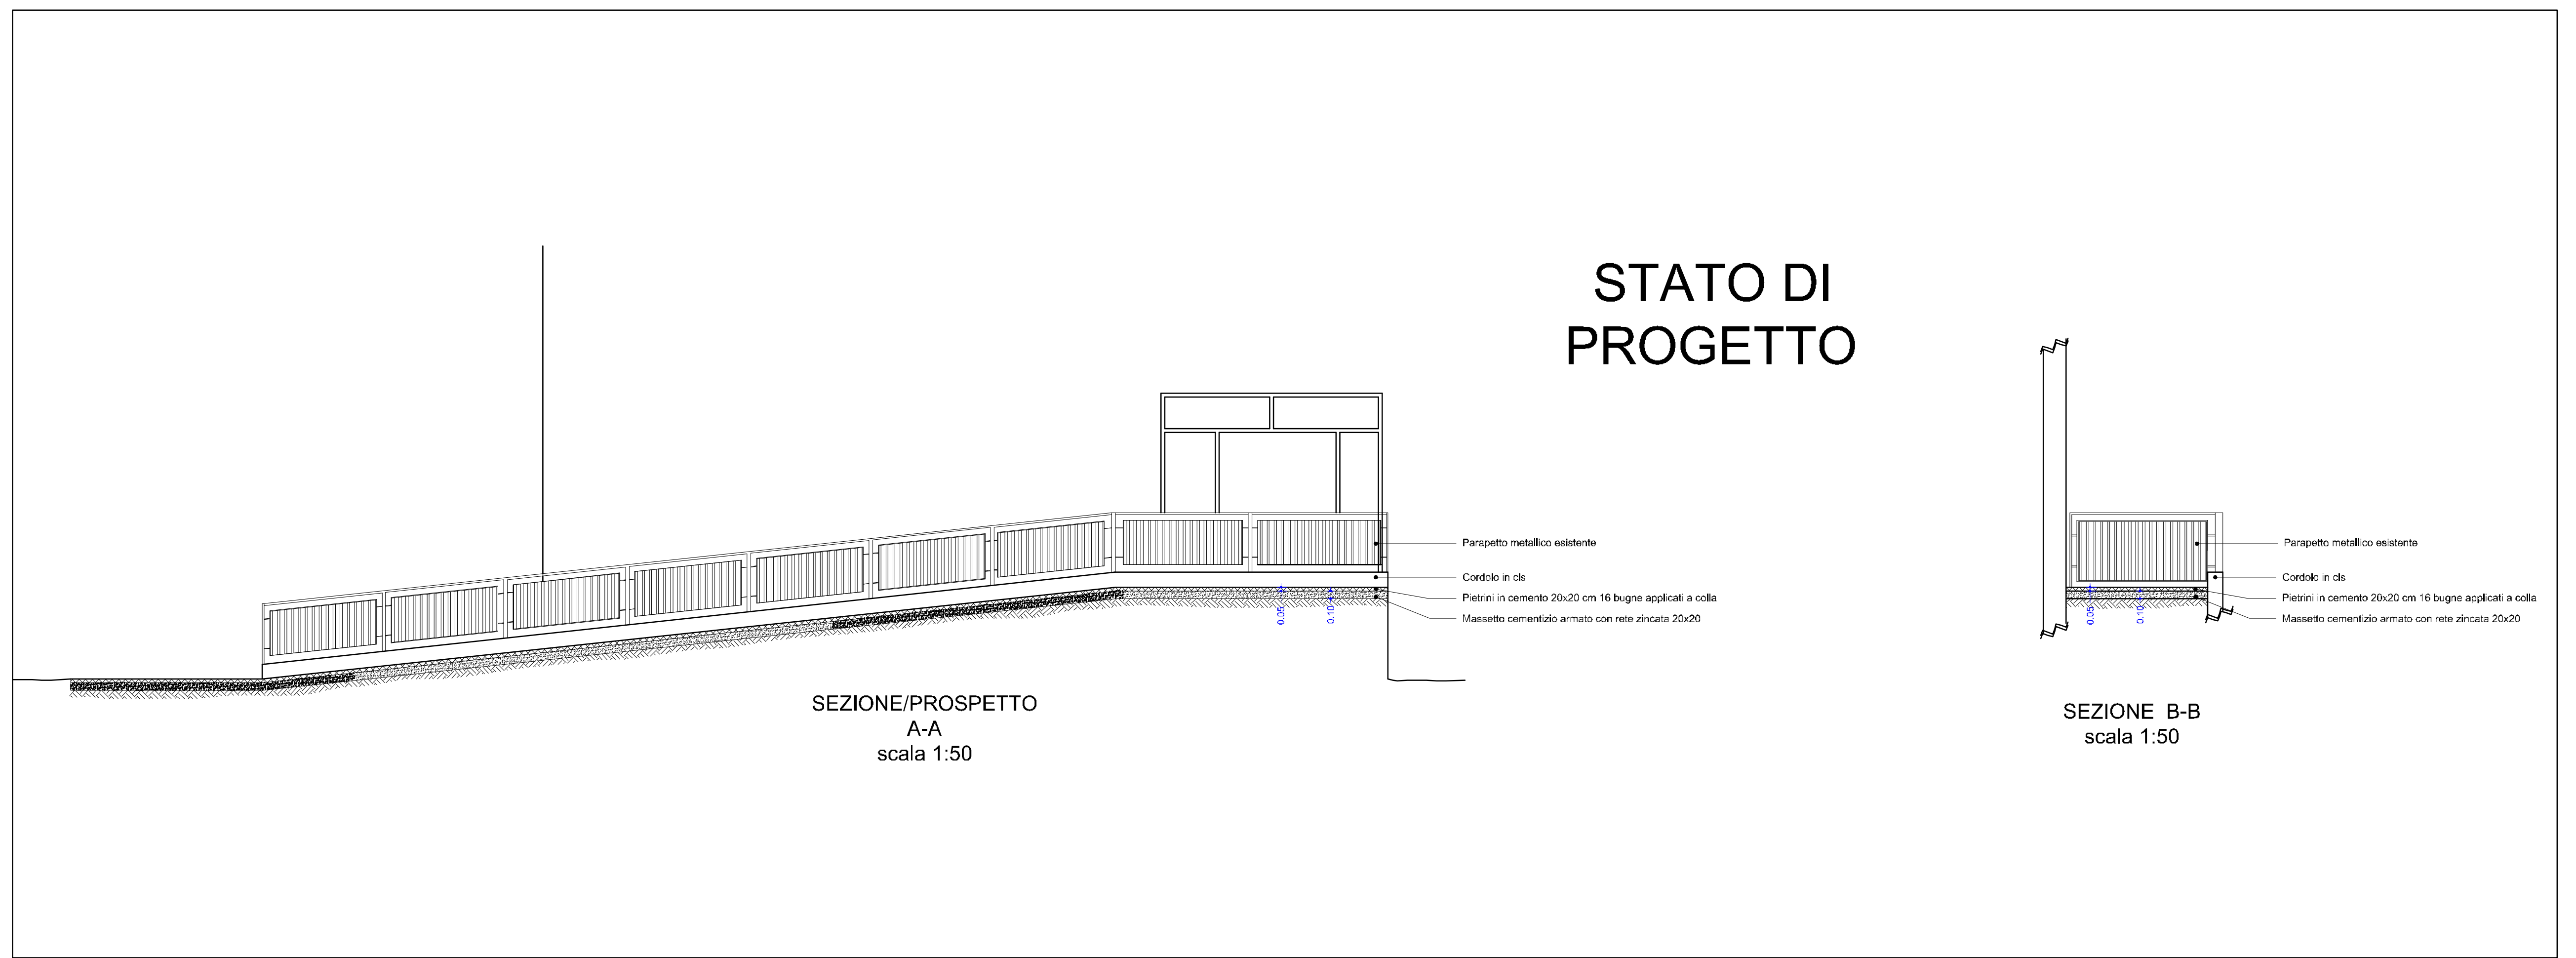 STATO DI
PROGETTO
Parapetto metallico esistente
Cordolo in cls
Pietrini in cemento 20x20 cm 16 bugne applicati a colla
Massetto cementizio armato con rete zincata 20x20
0.05
0.10
SEZIONE/PROSPETTO
A-A
scala 1:50
Parapetto metallico esistente
Cordolo in cls
Pietrini in cemento 20x20 cm 16 bugne applicati a colla
Massetto cementizio armato con rete zincata 20x20
0.05
0.10
SEZIONE B-B
scala 1:50